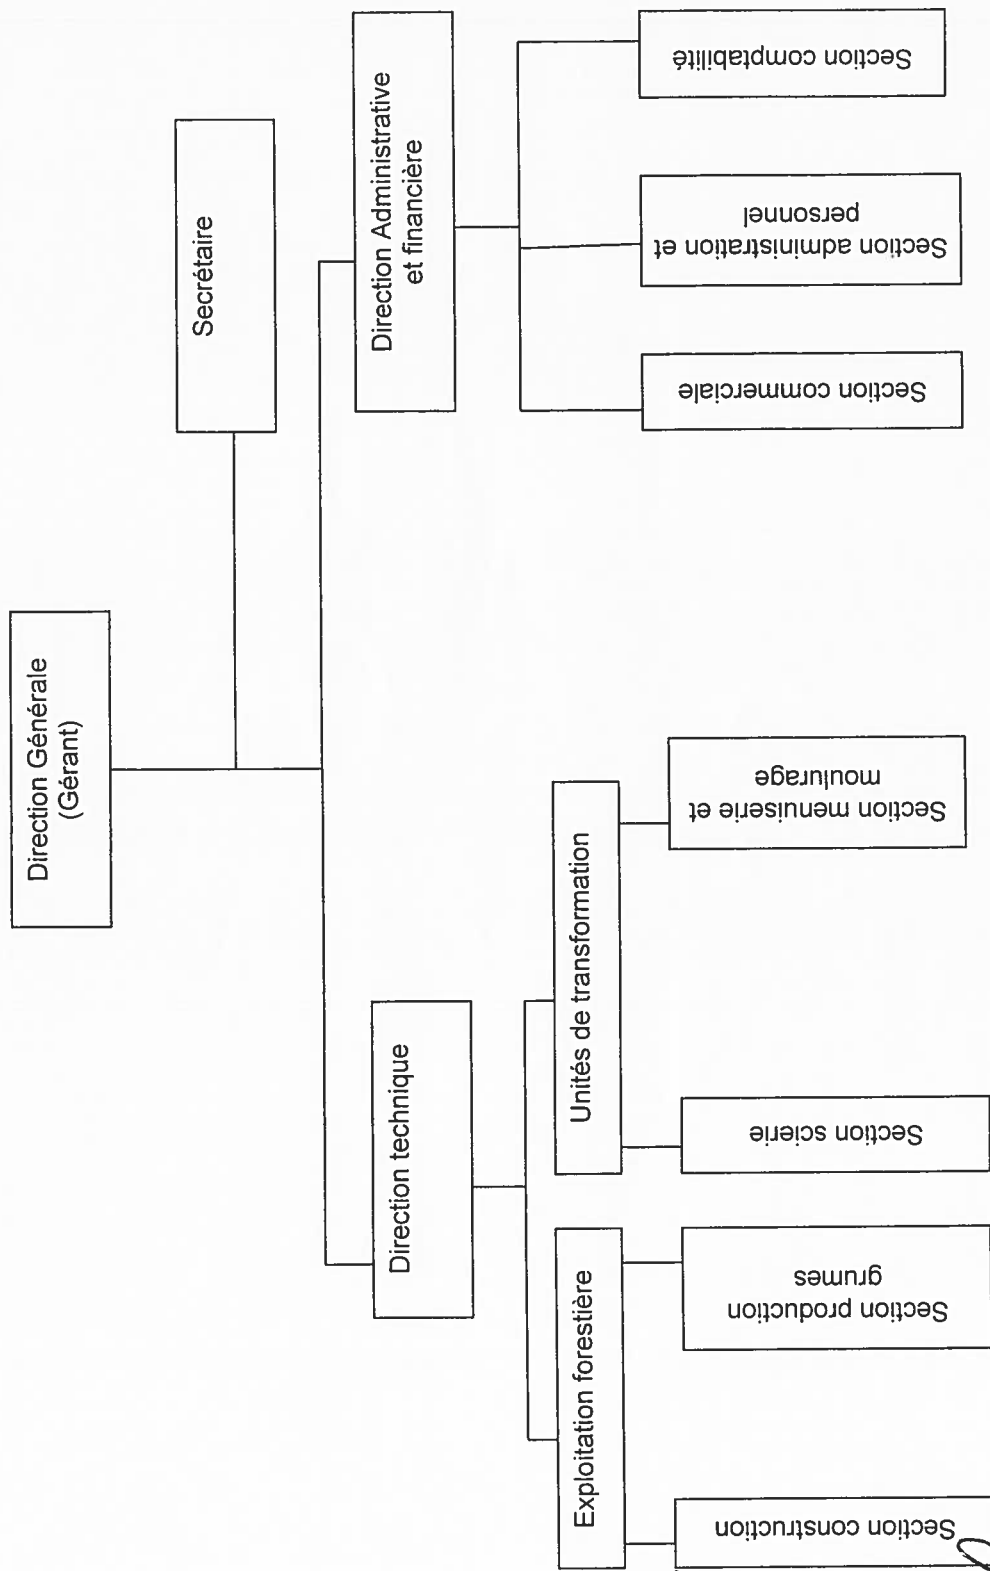 Direction Générale
(Gérant)
Secrétaire
Direction technique
Direction Administrative
et financière
Exploitation forestière
Unités de transformation
Section construction
Section production
grumes
Section scierie
Section menuiserie et
moulurage
Section commerciale
Section administration et
personnel
Section comptabilité